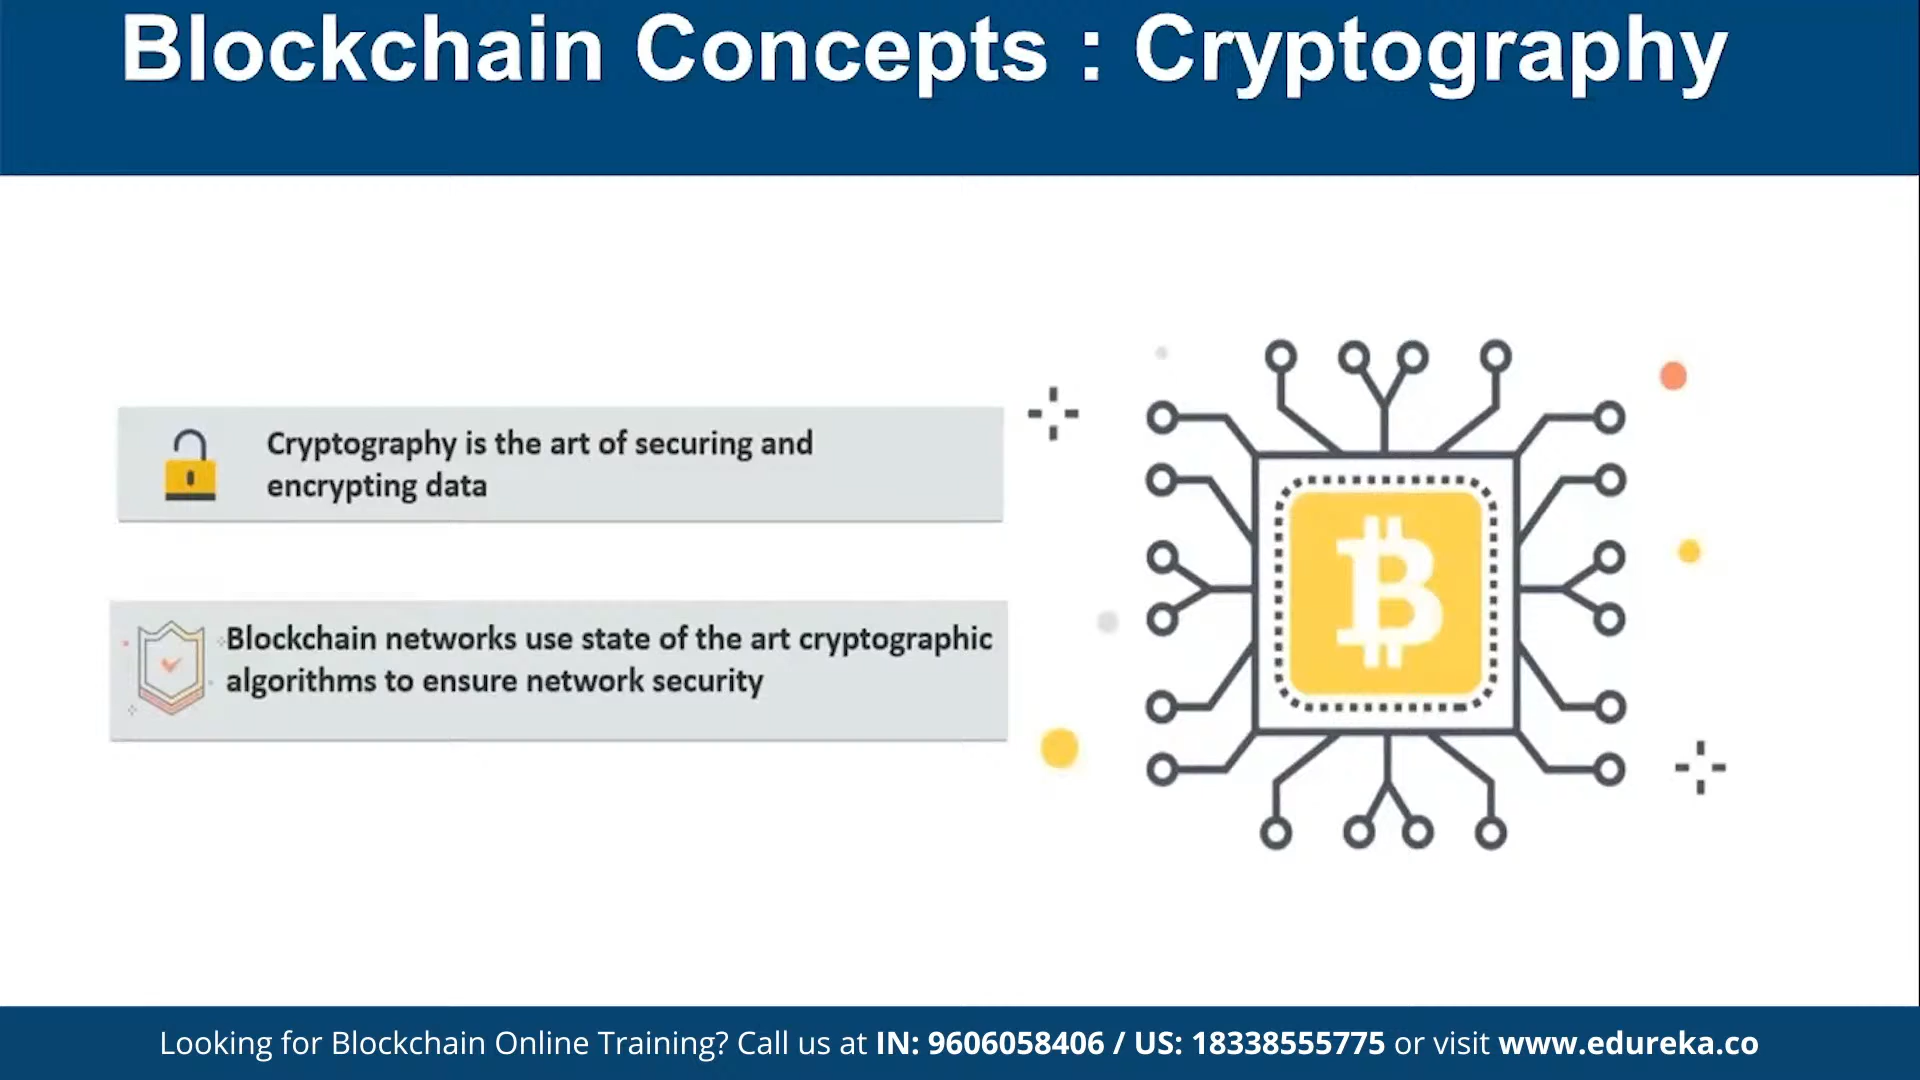 Blockchain Concepts : Cryptography
Cryptography is the art of securing and
encrypting data
Blockchain networks use state of the art cryptographic
algorithms to ensure network security
Looking for Blockchain Online Training? Call us at IN: 9606058406 / US: 18338555775 or visit www.edureka.co